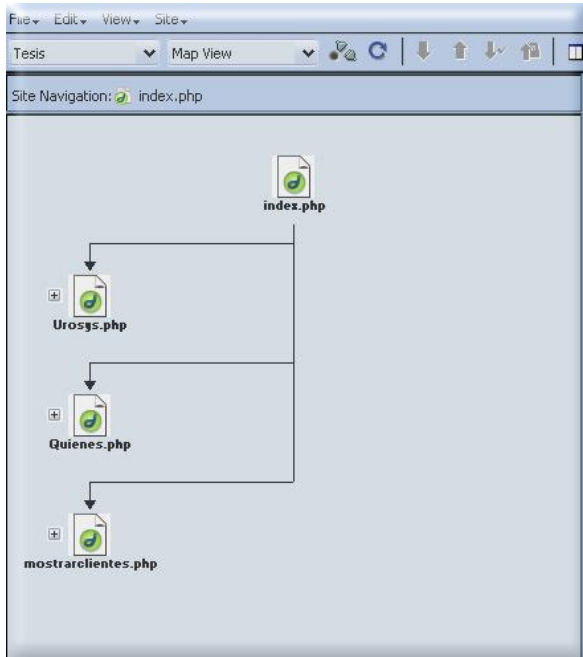 File Edit View Site
Tesis Map View
Site Navigation: index.php
index.php
Urosys.php
Quienes.php
mostrarclientes.php